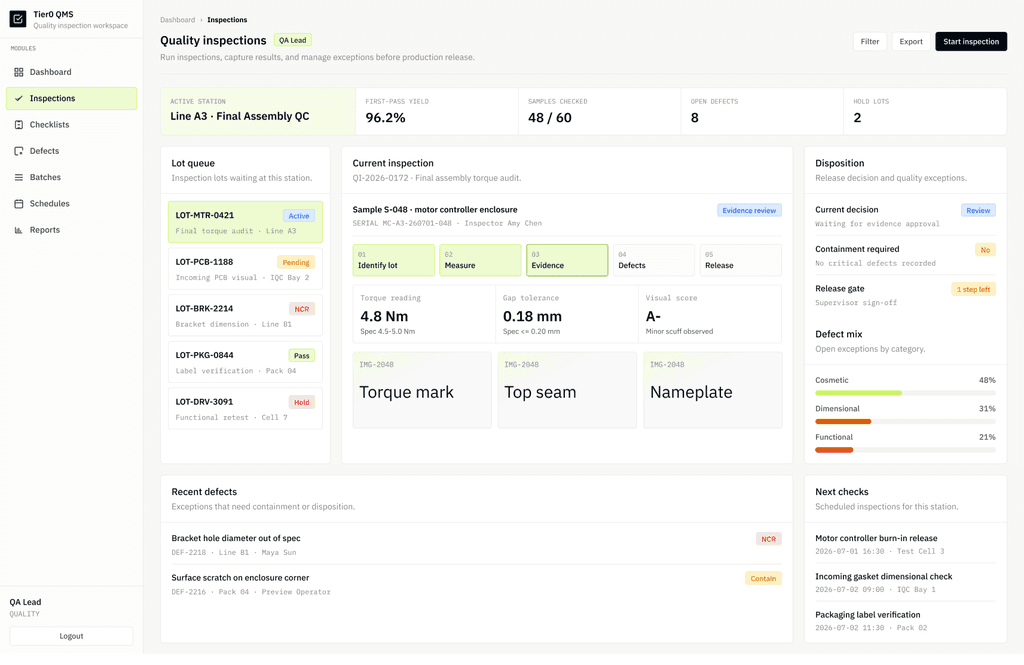 Tier0 QMS
Quality inspection workspace
MODULES
Dashboard
Inspections
Checklists
Defects
Batches
Schedules
Reports
QA Lead
QUALITY
Logout
Dashboard › Inspections
Quality inspections QA Lead
Run inspections, capture results, and manage exceptions before production release.
Filter Export Start inspection
ACTIVE STATION
Line A3 · Final Assembly QC
FIRST-PASS YIELD
96.2%
SAMPLES CHECKED
48 / 60
OPEN DEFECTS
8
HOLD LOTS
2
Lot queue
Inspection lots waiting at this station.
LOT-MTR-0421 Active
Final torque audit · Line A3
LOT-PCB-1188 Pending
Incoming PCB visual · IQC Bay 2
LOT-BRK-2214 NCR
Bracket dimension · Line B1
LOT-PKG-0844 Pass
Label verification · Pack 04
LOT-DRV-3091 Hold
Functional retest · Cell 7
Current inspection
QI-2026-0172 · Final assembly torque audit.
Sample S-048 · motor controller enclosure Evidence review
SERIAL MC-A3-260701-048 · Inspector Amy Chen
01
Identify lot
02
Measure
03
Evidence
04
Defects
05
Release
Torque reading
4.8 Nm
Spec 4.5-5.0 Nm
Gap tolerance
0.18 mm
Spec <= 0.20 mm
Visual score
A-
Minor scuff observed
IMG-2048
Torque mark
IMG-2048
Top seam
IMG-2048
Nameplate
Disposition
Release decision and quality exceptions.
Current decision Review
Waiting for evidence approval
Containment required No
No critical defects recorded
Release gate 1 step left
Supervisor sign-off
Defect mix
Open exceptions by category.
Cosmetic 48%
Dimensional 31%
Functional 21%
Recent defects
Exceptions that need containment or disposition.
Bracket hole diameter out of spec NCR
DEF-2218 · Line B1 · Maya Sun
Surface scratch on enclosure corner Contain
DEF-2216 · Pack 04 · Preview Operator
Next checks
Scheduled inspections for this station.
Motor controller burn-in release
2026-07-01 16:30 · Test Cell 3
Incoming gasket dimensional check
2026-07-02 09:00 · IQC Bay 1
Packaging label verification
2026-07-02 11:30 · Pack 02